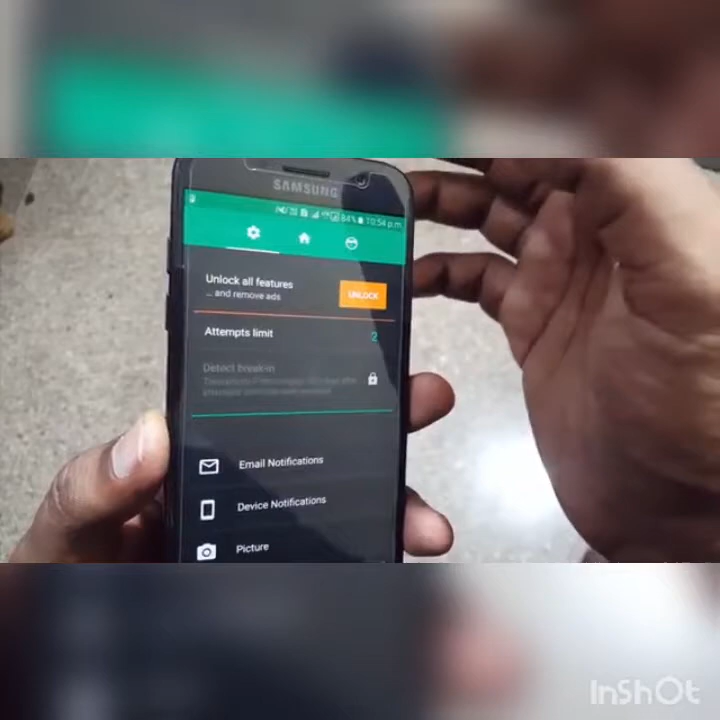 SAMSUNG
84% 10:54 p.m.
Unlock all features
... and remove ads
UNLOCK
Attempts limit
2
Detect break-in
Email Notifications
Device Notifications
Picture
InShOt